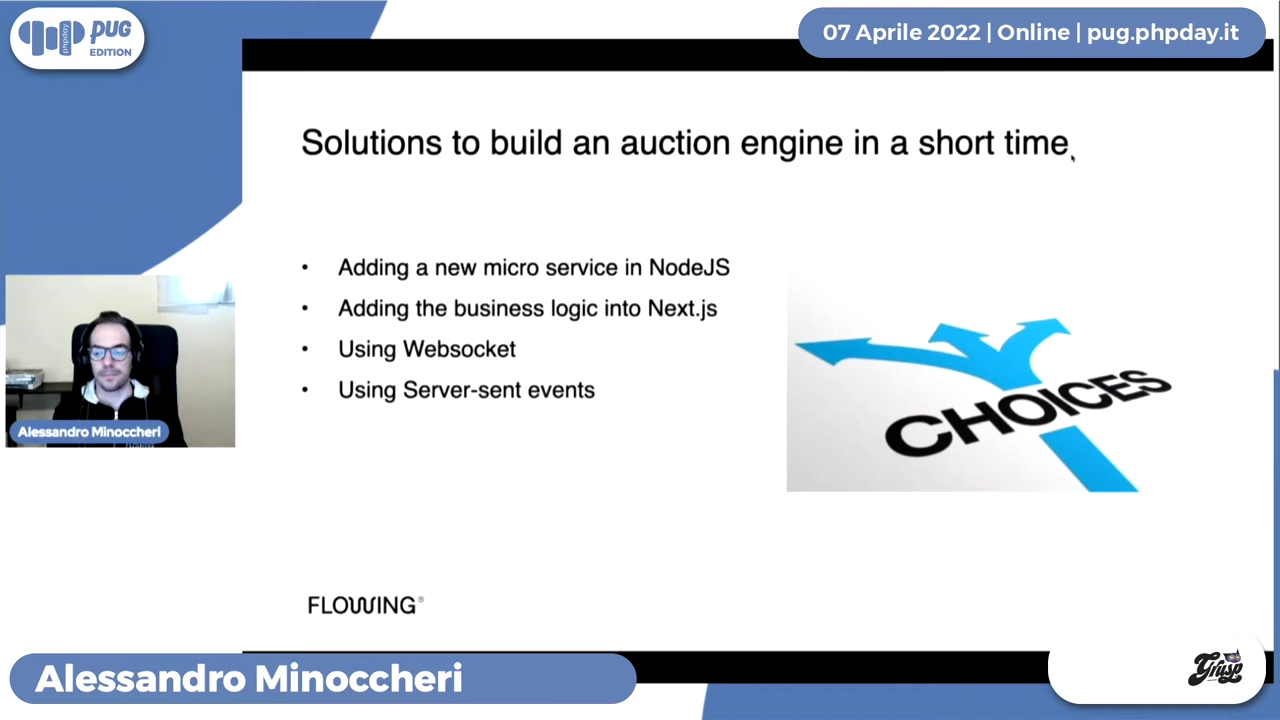 phpday
PUG
EDITION
07 Aprile 2022 | Online | pug.phpday.it
Solutions to build an auction engine in a short time
• Adding a new micro service in NodeJS
• Adding the business logic into Next.js
• Using Websocket
• Using Server-sent events
CHOICES
Alessandro Minoccheri
FLOWING®
Alessandro Minoccheri
Grusp